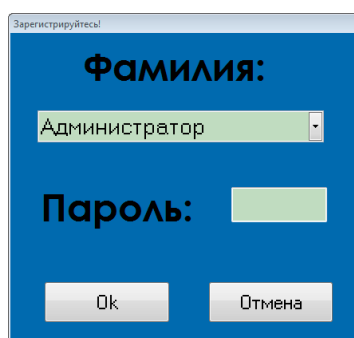 Зарегистрируйтесь!
Фамилия:
Администратор
Пароль:
Ok Отмена